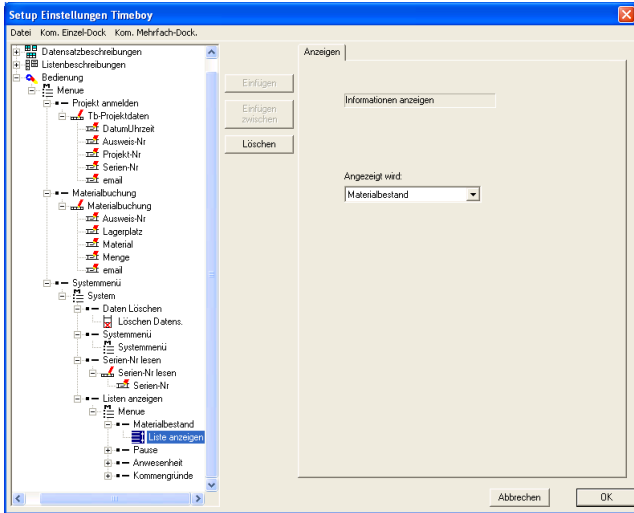 Setup Einstellungen Timeboy
Datei Kom. Einzel-Dock Kom. Mehrfach-Dock.
Datensatzbeschreibungen
Listenbeschreibungen
Bedienung
Menue
Projekt anmelden
Tb-Projektdaten
DatumUhrzeit
Ausweis-Nr
Projekt-Nr
Serien-Nr
email
Materialbuchung
Materialbuchung
Ausweis-Nr
Lagerplatz
Material
Menge
email
Systemmenü
System
Daten Löschen
Löschen Datens.
Systemmenü
Systemmenü
Serien-Nr lesen
Serien-Nr lesen
Serien-Nr
Listen anzeigen
Menue
Materialbestand
Liste anzeigen
Pause
Anwesenheit
Kommengründe
Einfügen
Einfügen
zwischen
Löschen
Anzeigen
Informationen anzeigen
Angezeigt wird:
Materialbestand
Abbrechen
OK